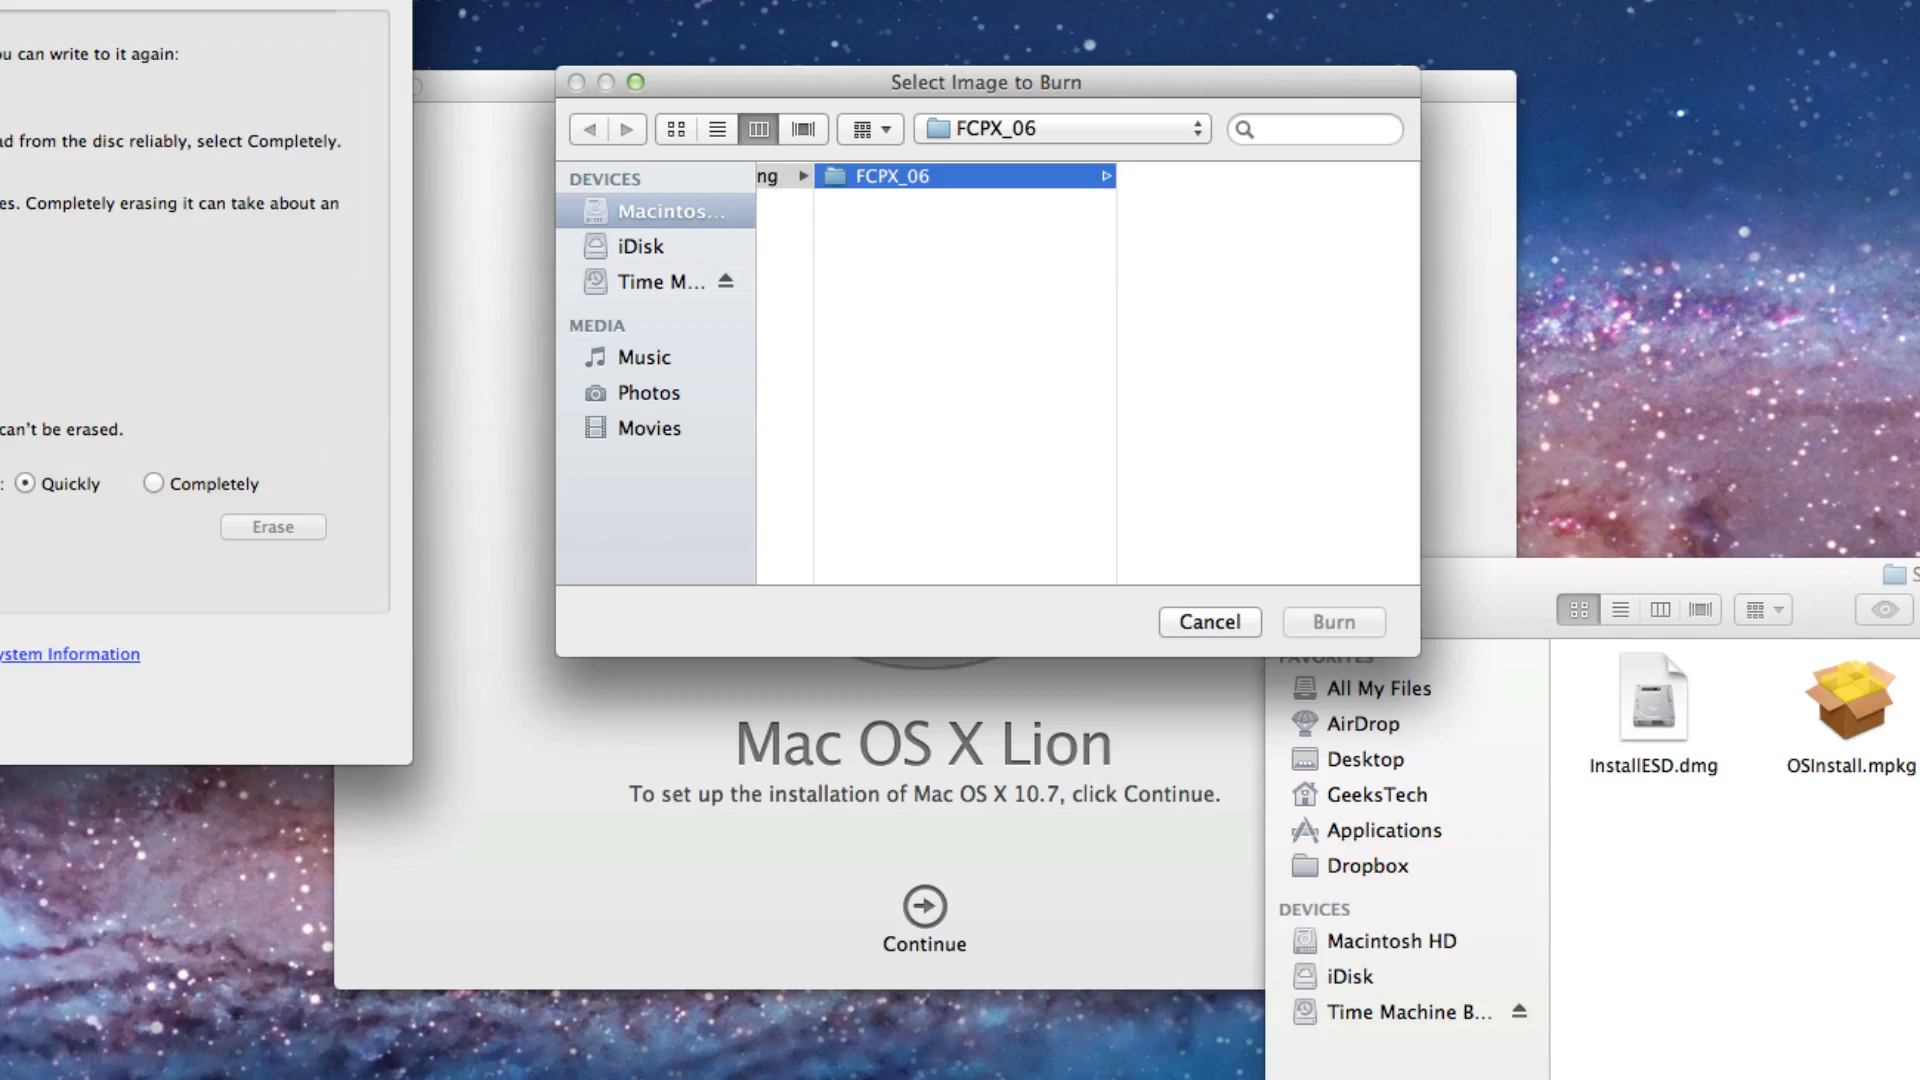 ou can write to it again:
ad from the disc reliably, select Completely.
es. Completely erasing it can take about an
can't be erased.
: Quickly Completely
Erase
ystem Information
Select Image to Burn
FCPX_06
DEVICES
Macintos...
iDisk
Time M...
MEDIA
Music
Photos
Movies
ng
FCPX_06
Cancel Burn
Mac OS X Lion
To set up the installation of Mac OS X 10.7, click Continue.
Continue
S
FAVORITES
All My Files
AirDrop
Desktop
GeeksTech
Applications
Dropbox
DEVICES
Macintosh HD
iDisk
Time Machine B...
InstallESD.dmg
OSInstall.mpkg